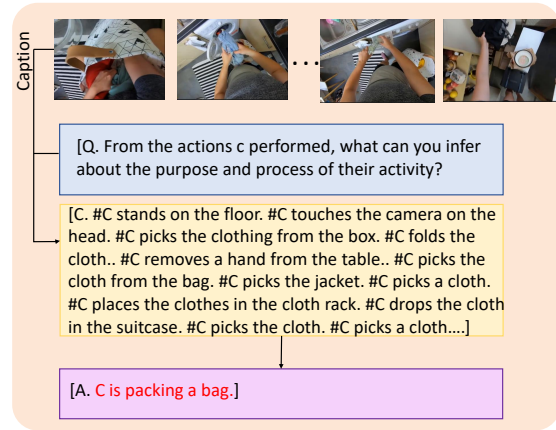 Caption
...
[Q. From the actions c performed, what can you infer
about the purpose and process of their activity?
[C. #C stands on the floor. #C touches the camera on the
head. #C picks the clothing from the box. #C folds the
cloth.. #C removes a hand from the table.. #C picks the
cloth from the bag. #C picks the jacket. #C picks a cloth.
#C places the clothes in the cloth rack. #C drops the cloth
in the suitcase. #C picks the cloth. #C picks a cloth....]
[A. C is packing a bag.]